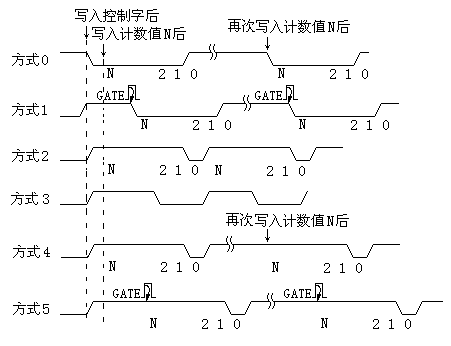 写入控制字后
写入计数值N后 再次写入计数值N后
方式0
N 2 1 0 N 2 1 0
方式1 GATE GATE
N 2 1 0 N 2 1 0
方式2
N 2 1 0 N 2 1 0
方式3
再次写入计数值N后
方式4
N 2 1 0 N 2 1 0
GATE GATE
方式5
N 2 1 0 N 2 1 0